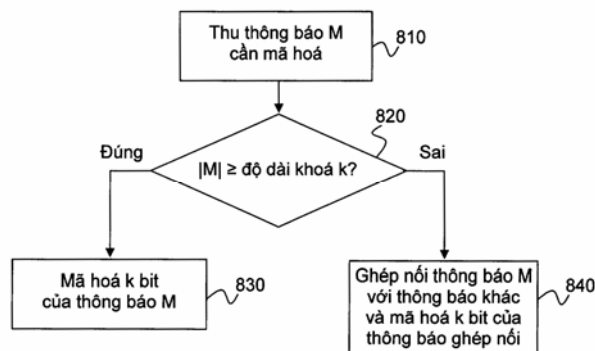 Thu thông báo M
cần mã hoá
810
820
Đúng
|M| ≥ độ dài khoá k?
Sai
Mã hoá k bit
của thông báo M
830
Ghép nối thông báo M
với thông báo khác
và mã hoá k bit của
thông báo ghép nối
840